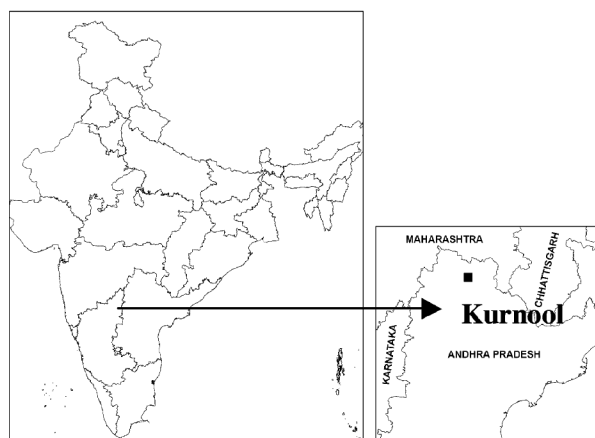 MAHARASHTRA
CHHATTISGARH
Kurnool
KARNATAKA
ANDHRA PRADESH